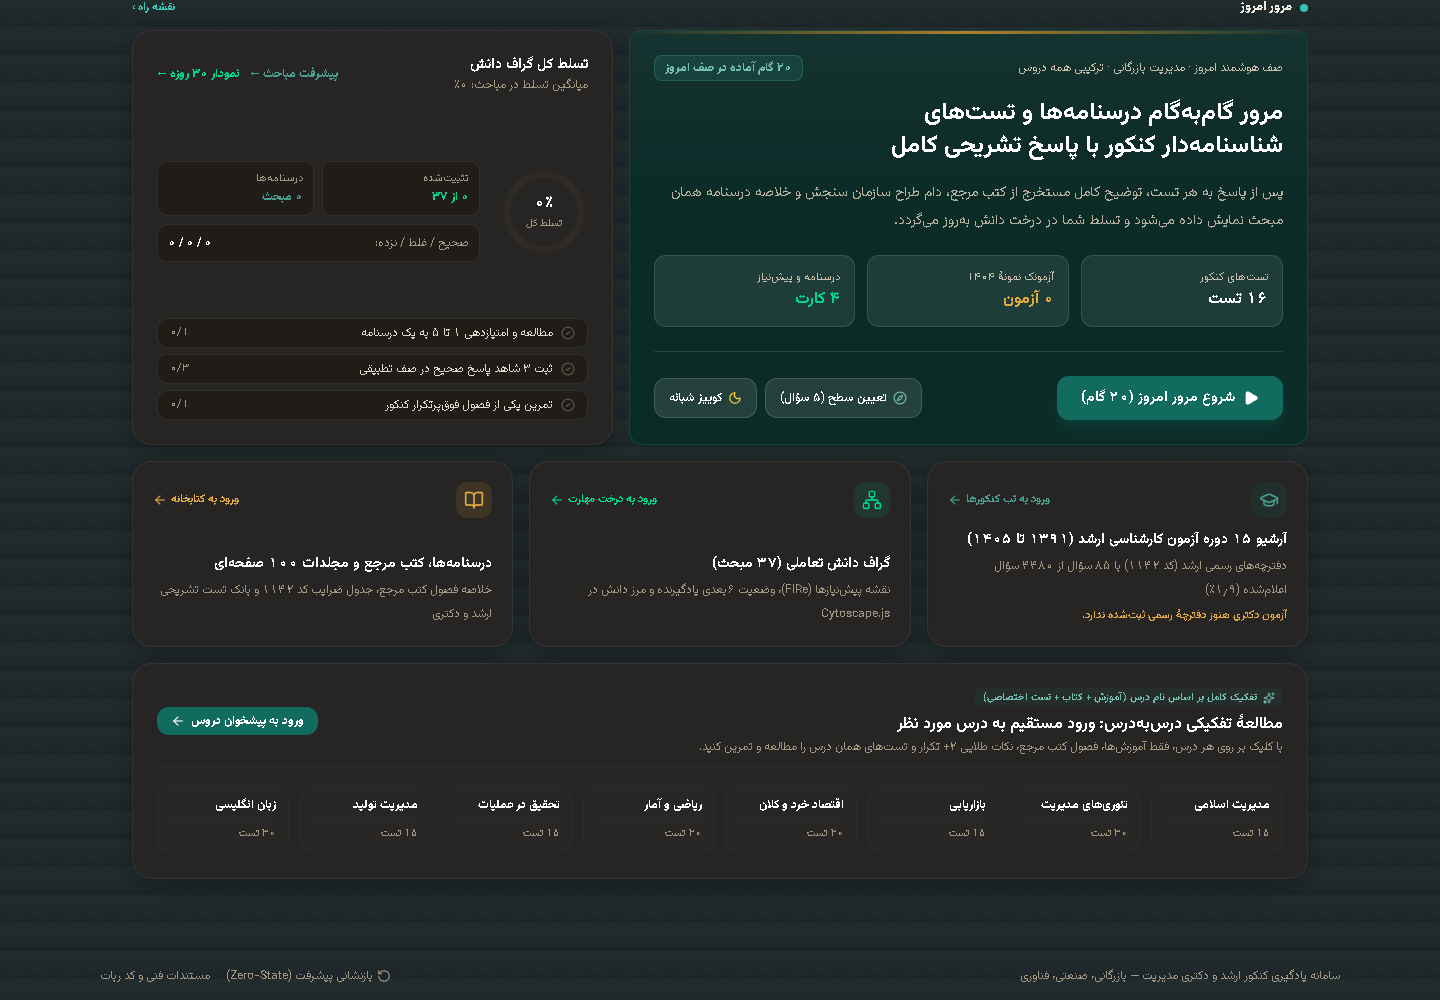 مرور امروز
نقشه راه ‹
صف هوشمند امروز · مدیریت بازرگانی · ترکیبی همه دروس
۲۰ گام آماده در صف امروز
مرور گام‌به‌گام درسنامه‌ها و تست‌های
شناسنامه‌دار کنکور با پاسخ تشریحی کامل
پس از پاسخ به هر تست، توضیح کامل مستخرج از کتب مرجع، دام طراح سازمان سنجش و خلاصه درسنامه همان
مبحث نمایش داده می‌شود و تسلط شما در درخت دانش به‌روز می‌گردد.
تست‌های کنکور
۱۶ تست
آزمونک نمونهٔ ۱۴۰۴
۰ آزمون
درسنامه و پیش‌نیاز
۴ کارت
شروع مرور امروز (۲۰ گام)
تعیین سطح (۵ سؤال)
کوییز شبانه
تسلط کل گراف دانش
میانگین تسلط در مباحث: ۰٪
پیشرفت مباحث ←
نمودار ۳۰ روزه ←
۰٪
تسلط کل
تثبیت‌شده
۰ از ۳۷
درسنامه‌ها
۰ مبحث
صحیح / غلط / نزده:
۰ / ۰ / ۰
مطالعه و امتیازدهی ۱ تا ۵ به یک درسنامه
۰/۱
ثبت ۳ شاهد پاسخ صحیح در صف تطبیقی
۰/۳
تمرین یکی از فصول فوق‌پرتکرار کنکور
۰/۱
ورود به تب کنکورها ←
آرشیو ۱۵ دوره آزمون کارشناسی ارشد (۱۳۹۱ تا ۱۴۰۵)
دفترچه‌های رسمی ارشد (کد ۱۱۴۲) با ۸۵ سؤال از ۴۴۸۰ سؤال
اعلام‌شده (۱٫۹٪)
آزمون دکتری هنوز دفترچهٔ رسمی ثبت‌شده ندارد.
ورود به درخت مهارت ←
گراف دانش تعاملی (۳۷ مبحث)
نقشه پیش‌نیازها (FIRe)، وضعیت ۶بعدی یادگیرنده و مرز دانش در
Cytoscape.js
ورود به کتابخانه ←
درسنامه‌ها، کتب مرجع و مجلدات ۱۰۰ صفحه‌ای
خلاصه فصول کتب مرجع، جدول ضرایب کد ۱۱۴۲ و بانک تست تشریحی
ارشد و دکتری
تفکیک کامل بر اساس نام درس (آموزش + کتاب + تست اختصاصی)
مطالعهٔ تفکیکی درس‌به‌درس: ورود مستقیم به درس مورد نظر
با کلیک بر روی هر درس، فقط آموزش‌ها، فصول کتب مرجع، نکات طلایی ۲+ تکرار و تست‌های همان درس را مطالعه و تمرین کنید.
ورود به پیشخوان دروس ←
مدیریت اسلامی
۱۵ تست
تئوری‌های مدیریت
۳۰ تست
بازاریابی
۱۵ تست
اقتصاد خرد و کلان
۲۰ تست
ریاضی و آمار
۲۰ تست
تحقیق در عملیات
۱۵ تست
مدیریت تولید
۱۵ تست
زبان انگلیسی
۳۰ تست
سامانه یادگیری کنکور ارشد و دکتری مدیریت — بازرگانی، صنعتی، فناوری
بازنشانی پیشرفت (Zero-State)
مستندات فنی و کد ربات